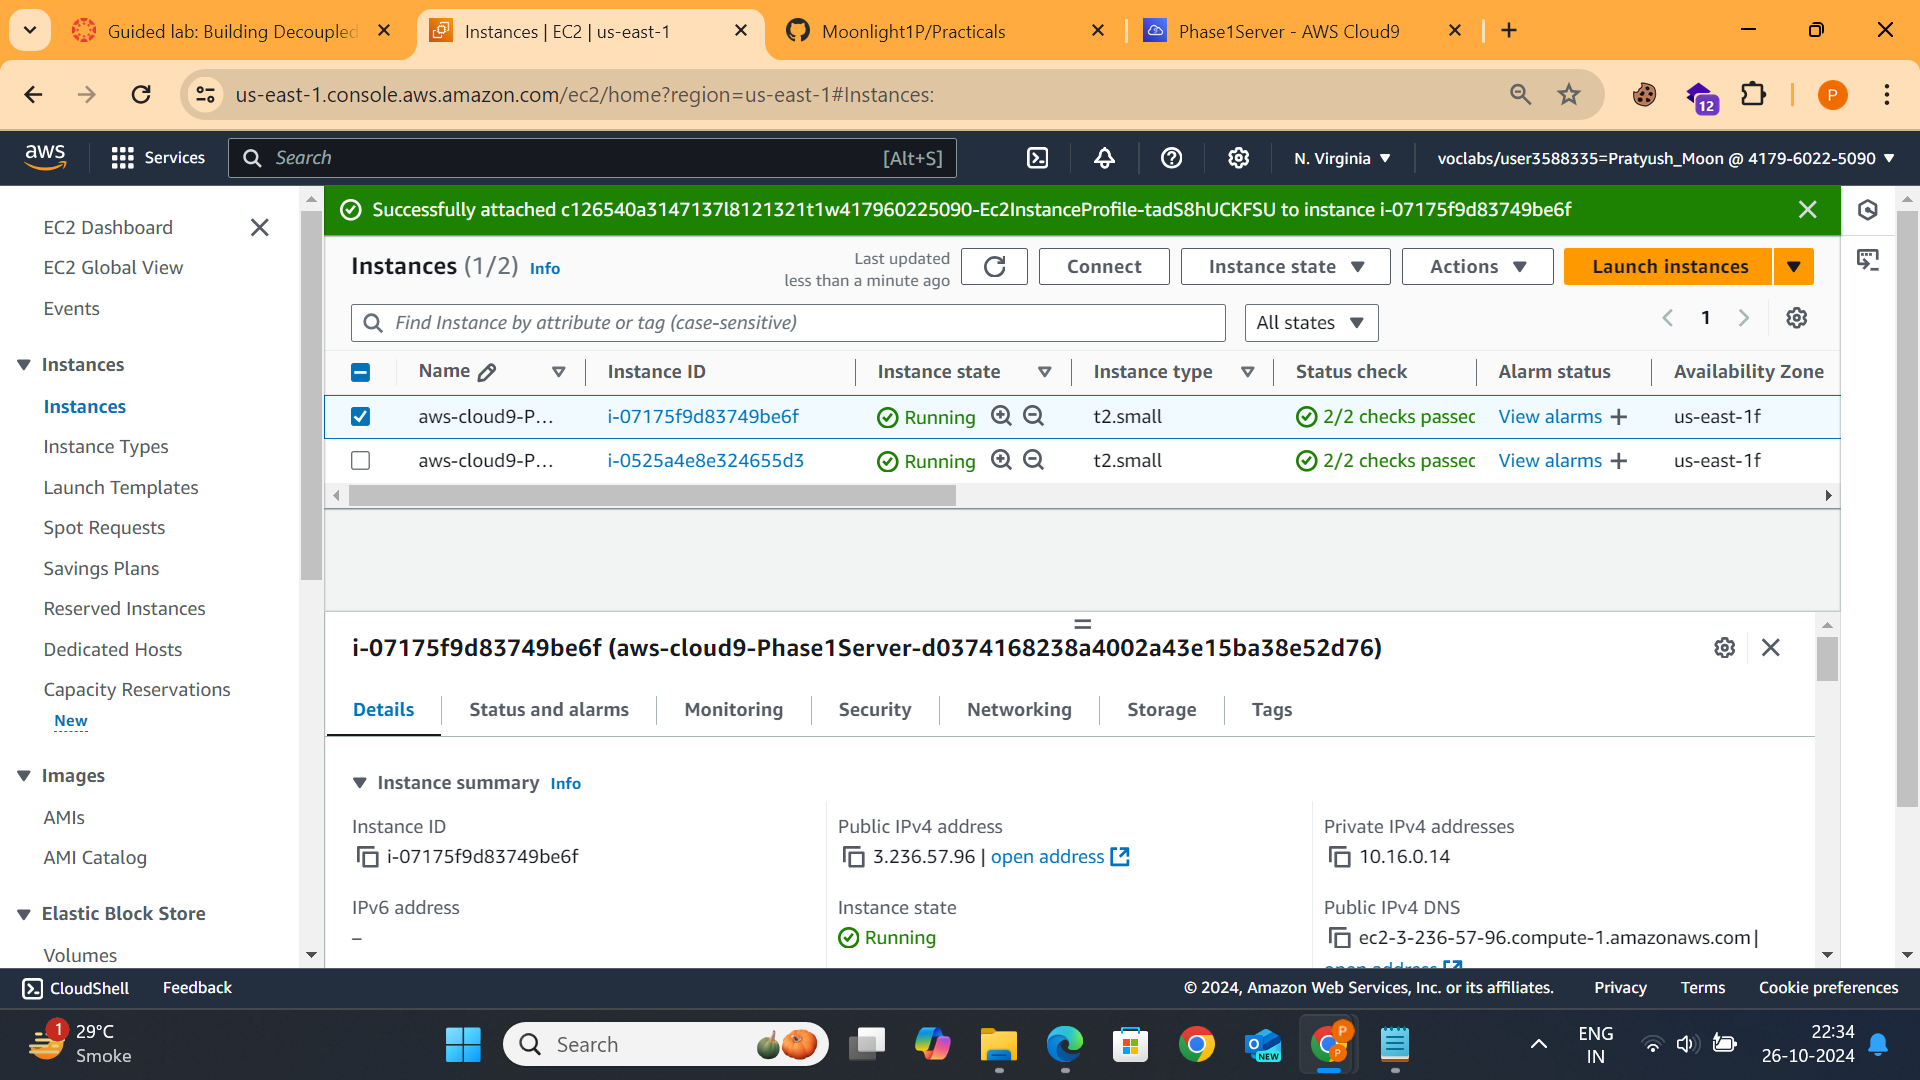 Guided lab: Building Decoupled
Instances | EC2 | us-east-1
Moonlight1P/Practicals
Phase1Server - AWS Cloud9
us-east-1.console.aws.amazon.com/ec2/home?region=us-east-1#Instances:
12
P
aws
Services
Search
[Alt+S]
N. Virginia
voclabs/user3588335=Pratyush_Moon @ 4179-6022-5090
EC2 Dashboard
EC2 Global View
Events
Instances
Instances
Instance Types
Launch Templates
Spot Requests
Savings Plans
Reserved Instances
Dedicated Hosts
Capacity Reservations
New
Images
AMIs
AMI Catalog
Elastic Block Store
Volumes
Successfully attached c126540a3147137l8121321t1w417960225090-Ec2InstanceProfile-tadS8hUCKFSU to instance i-07175f9d83749be6f
Instances (1/2) Info
Last updated
less than a minute ago
Connect
Instance state
Actions
Launch instances
Find Instance by attribute or tag (case-sensitive)
All states
1
Name Instance ID Instance state Instance type Status check Alarm status Availability Zone
aws-cloud9-P... i-07175f9d83749be6f Running t2.small 2/2 checks passed View alarms + us-east-1f
aws-cloud9-P... i-0525a4e8e324655d3 Running t2.small 2/2 checks passed View alarms + us-east-1f
i-07175f9d83749be6f (aws-cloud9-Phase1Server-d0374168238a4002a43e15ba38e52d76)
Details Status and alarms Monitoring Security Networking Storage Tags
Instance summary Info
Instance ID
i-07175f9d83749be6f
Public IPv4 address
3.236.57.96 | open address
Private IPv4 addresses
10.16.0.14
IPv6 address
–
Instance state
Running
Public IPv4 DNS
ec2-3-236-57-96.compute-1.amazonaws.com |
open address
CloudShell
Feedback
© 2024, Amazon Web Services, Inc. or its affiliates.
Privacy
Terms
Cookie preferences
1
29°C
Smoke
Search
NEW
P
P
ENG
IN
22:34
26-10-2024